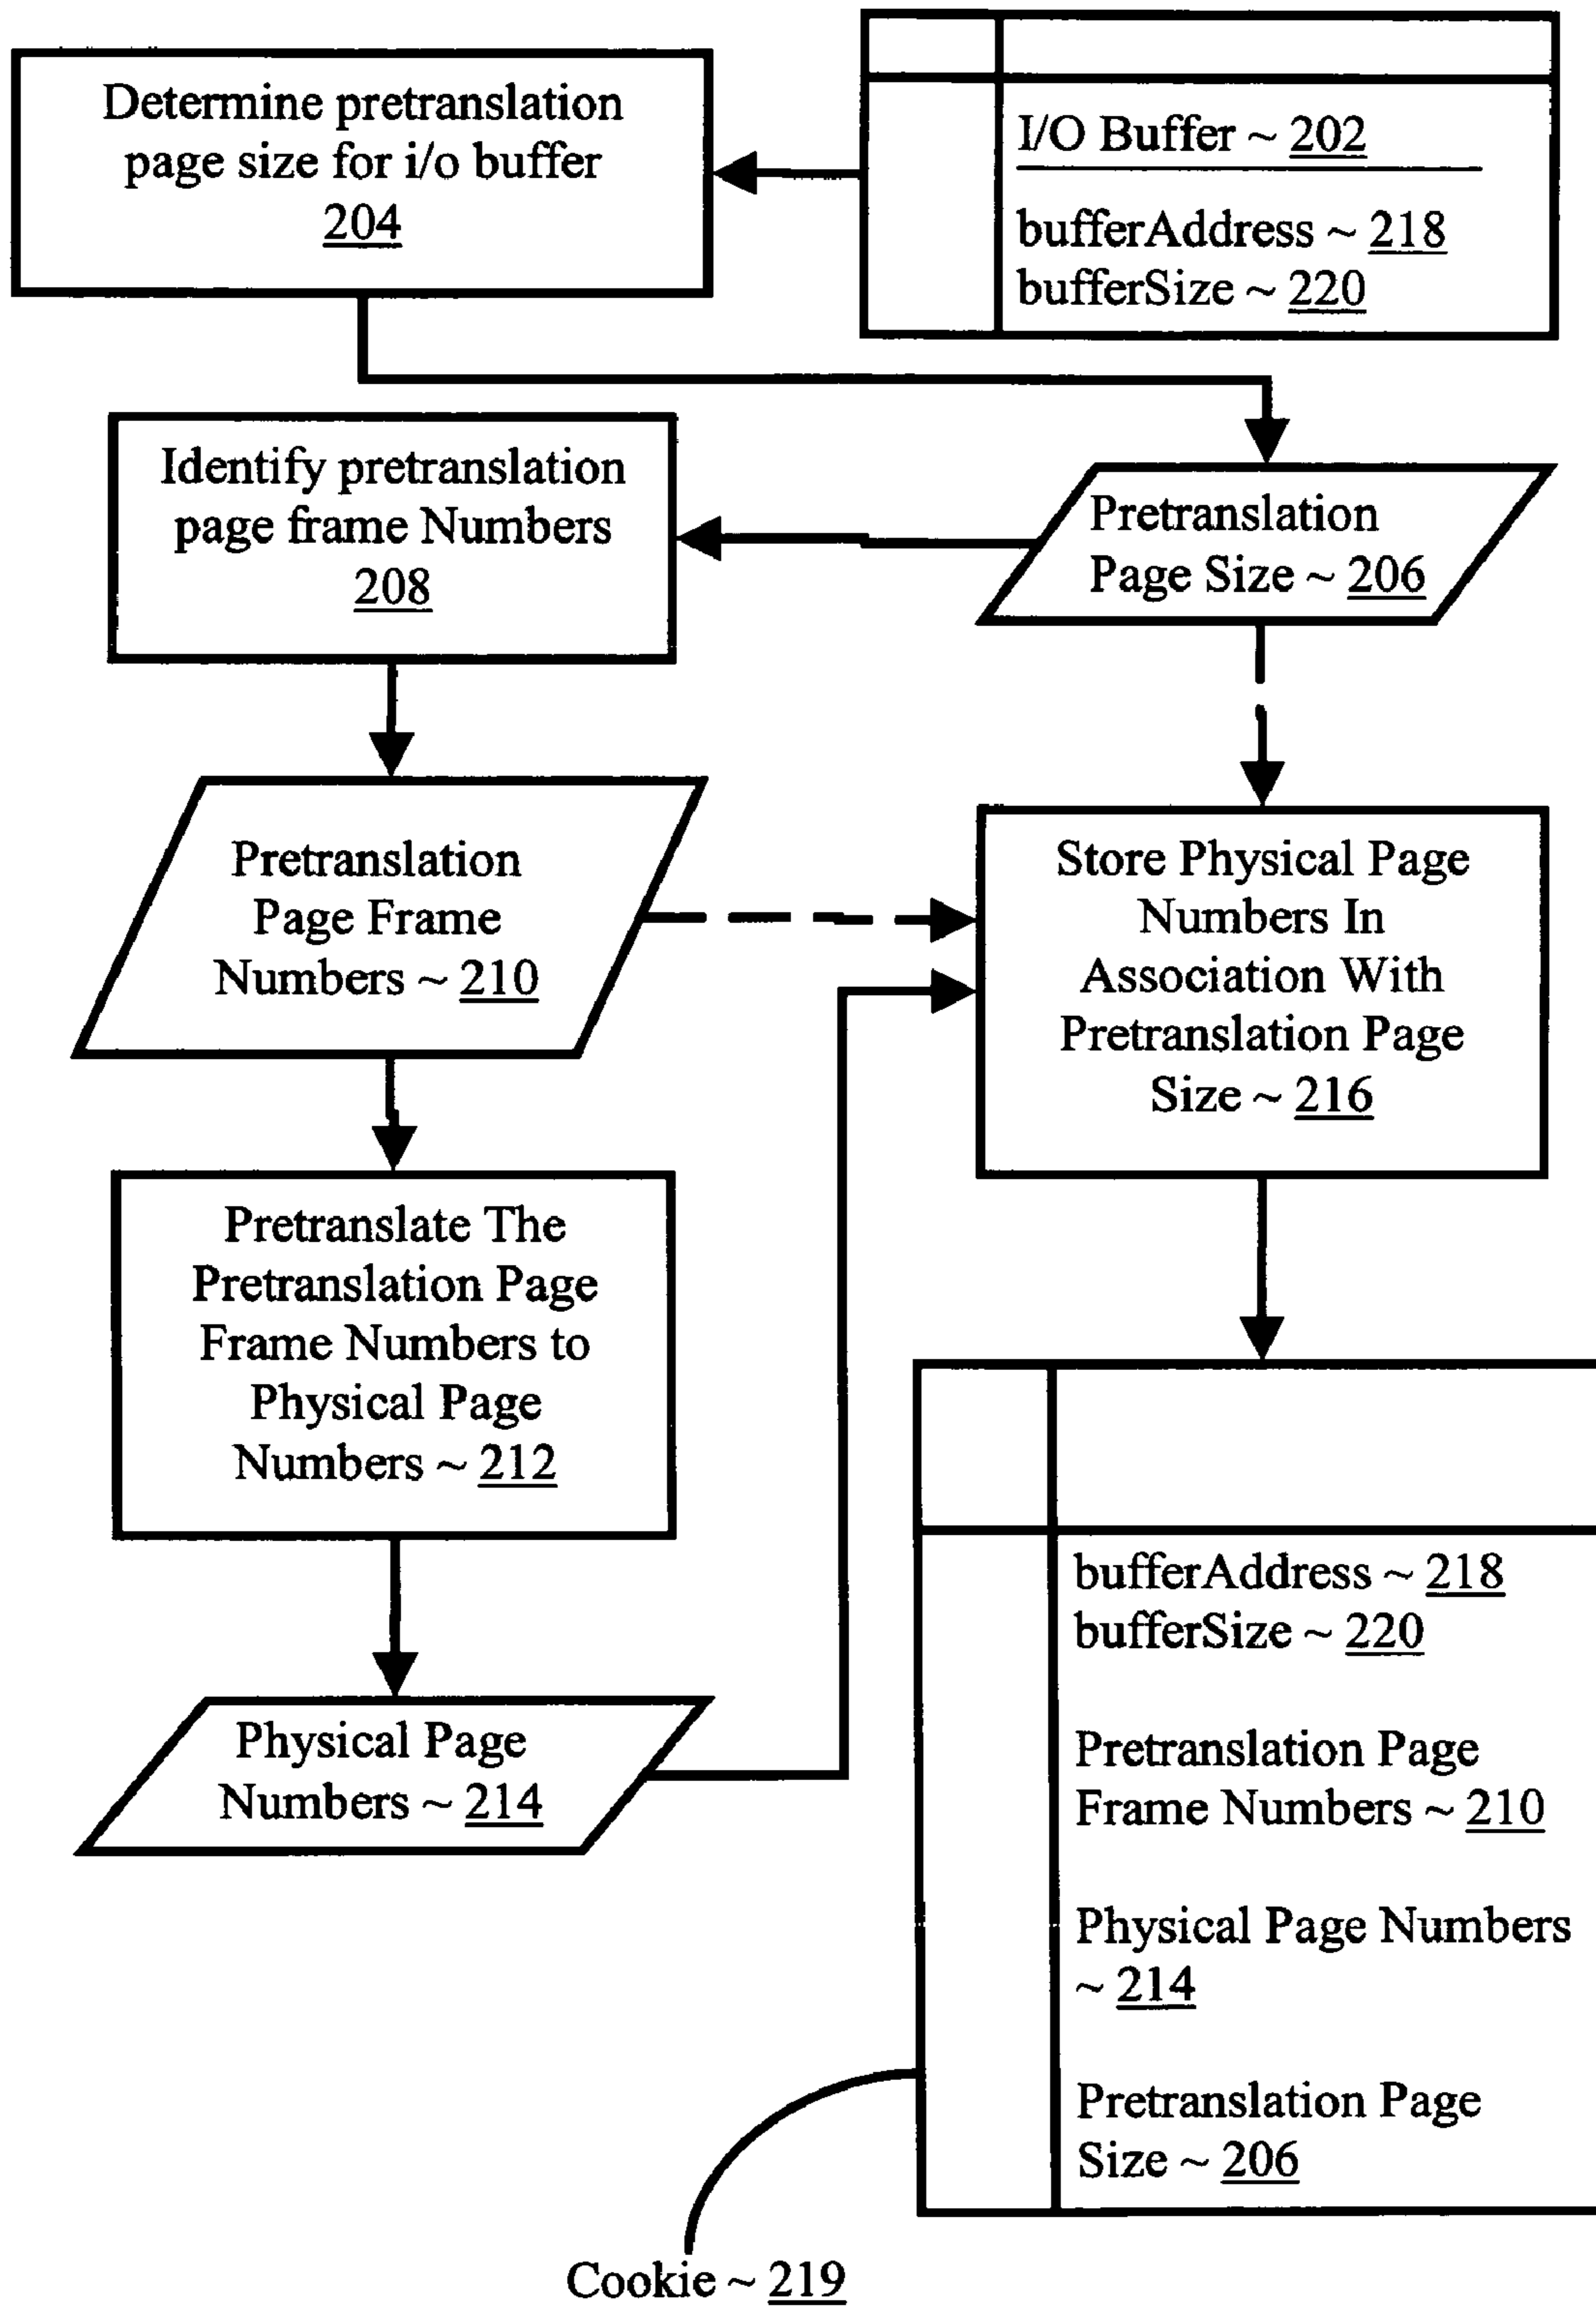 Determine pretranslation
page size for i/o buffer
204
I/O Buffer ~ 202
bufferAddress ~ 218
bufferSize ~ 220
Identify pretranslation
page frame Numbers
208
Pretranslation
Page Size ~ 206
Pretranslation
Page Frame
Numbers ~ 210
Store Physical Page
Numbers In
Association With
Pretranslation Page
Size ~ 216
Pretranslate The
Pretranslation Page
Frame Numbers to
Physical Page
Numbers ~ 212
Physical Page
Numbers ~ 214
bufferAddress ~ 218
bufferSize ~ 220
Pretranslation Page
Frame Numbers ~ 210
Physical Page Numbers
~ 214
Pretranslation Page
Size ~ 206
Cookie ~ 219